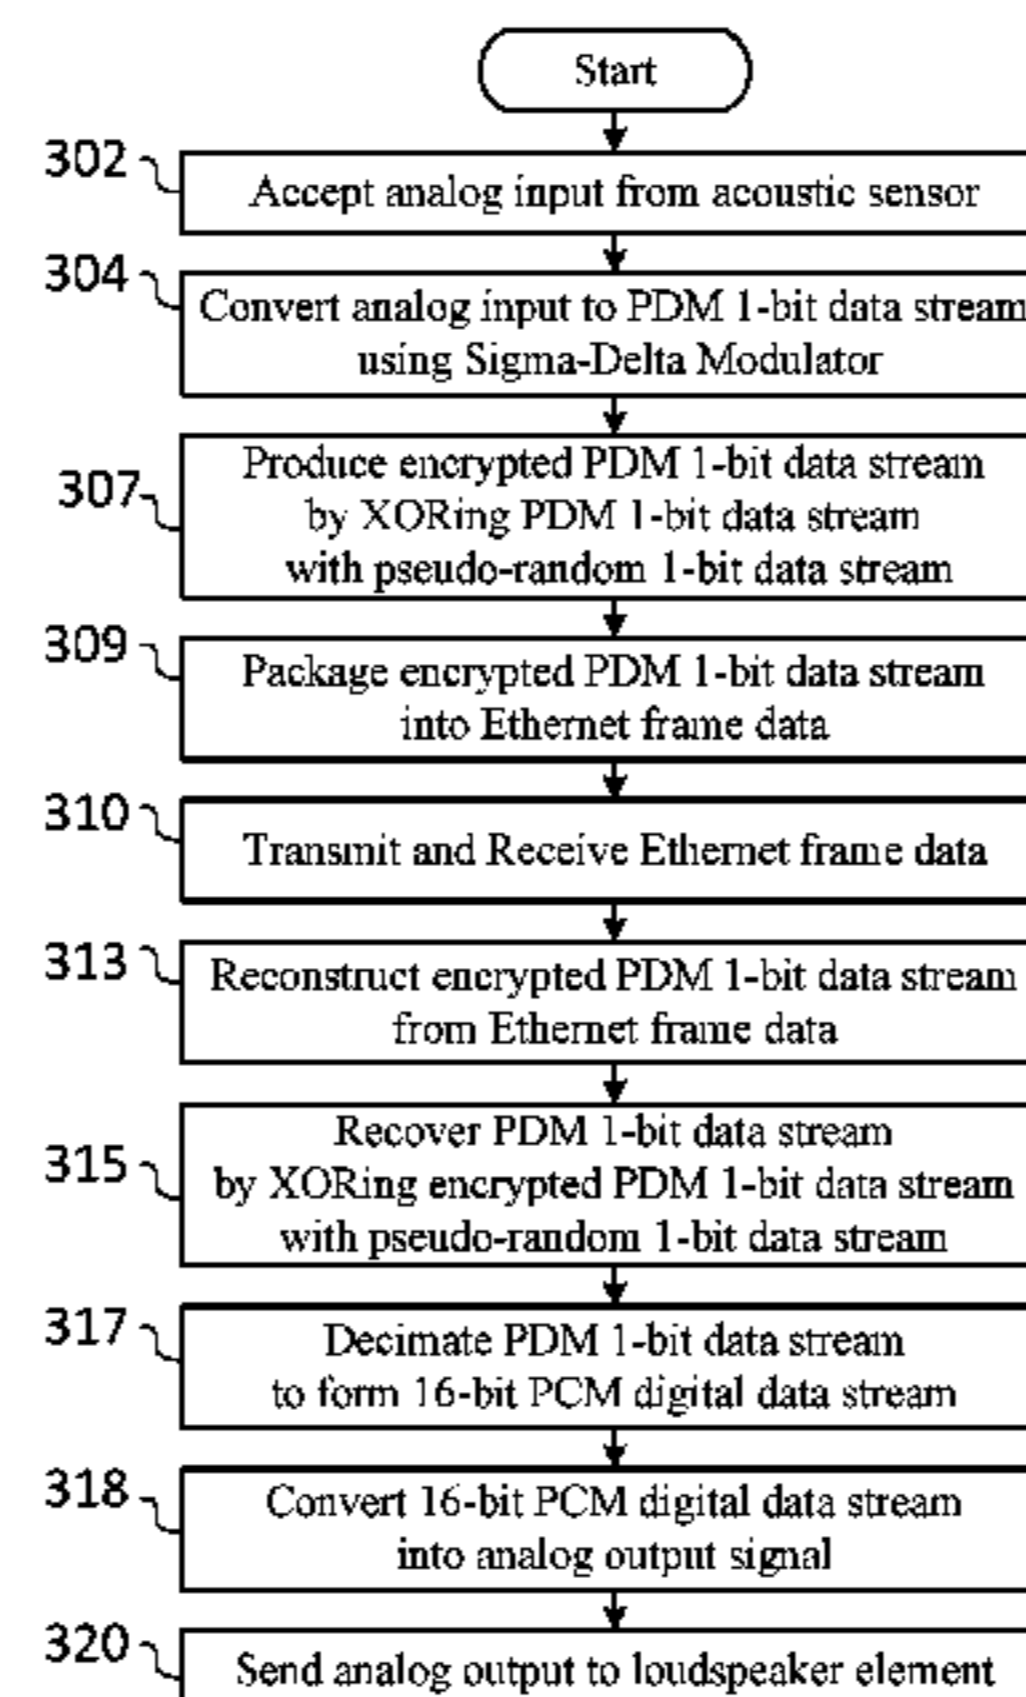 Start
302
Accept analog input from acoustic sensor
304
Convert analog input to PDM 1-bit data stream
using Sigma-Delta Modulator
307
Produce encrypted PDM 1-bit data stream
by XORing PDM 1-bit data stream
with pseudo-random 1-bit data stream
309
Package encrypted PDM 1-bit data stream
into Ethernet frame data
310
Transmit and Receive Ethernet frame data
313
Reconstruct encrypted PDM 1-bit data stream
from Ethernet frame data
315
Recover PDM 1-bit data stream
by XORing encrypted PDM 1-bit data stream
with pseudo-random 1-bit data stream
317
Decimate PDM 1-bit data stream
to form 16-bit PCM digital data stream
318
Convert 16-bit PCM digital data stream
into analog output signal
320
Send analog output to loudspeaker element